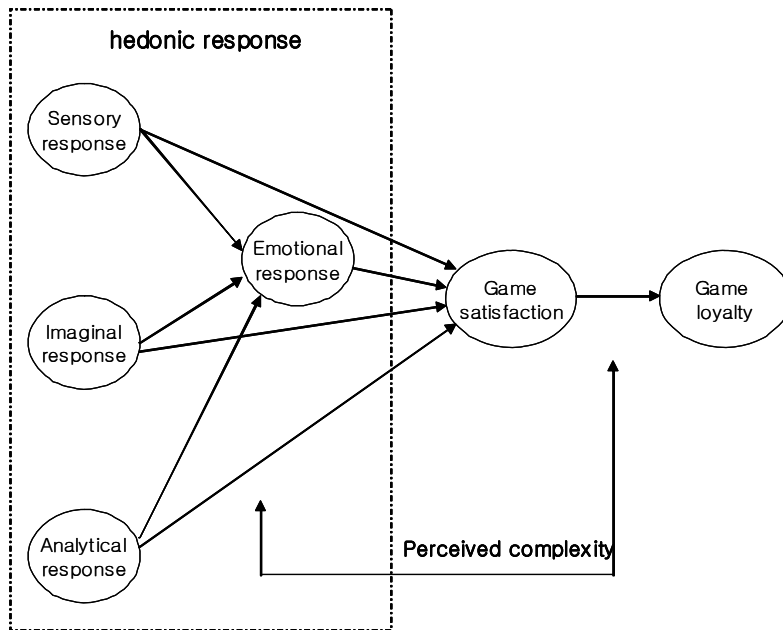 hedonic response
Sensory
response
Emotional
response
Imaginal
response
Analytical
response
Game
satisfaction
Game
loyalty
Perceived complexity